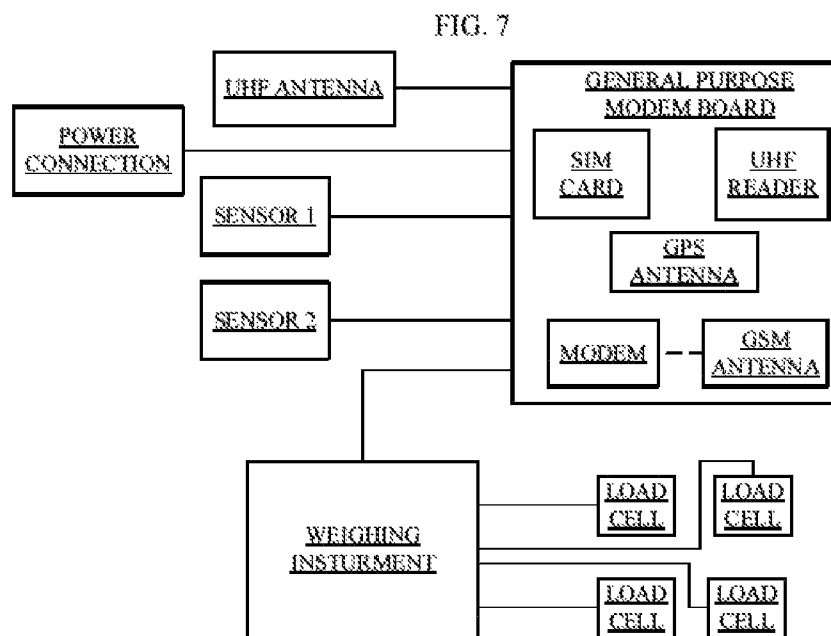 FIG. 7
UHF ANTENNA
GENERAL PURPOSE
MODEM BOARD
POWER
CONNECTION
SIM
CARD
UHF
READER
SENSOR 1
GPS
ANTENNA
SENSOR 2
MODEM
GSM
ANTENNA
WEIGHING
INSTURMENT
LOAD
CELL
LOAD
CELL
LOAD
CELL
LOAD
CELL